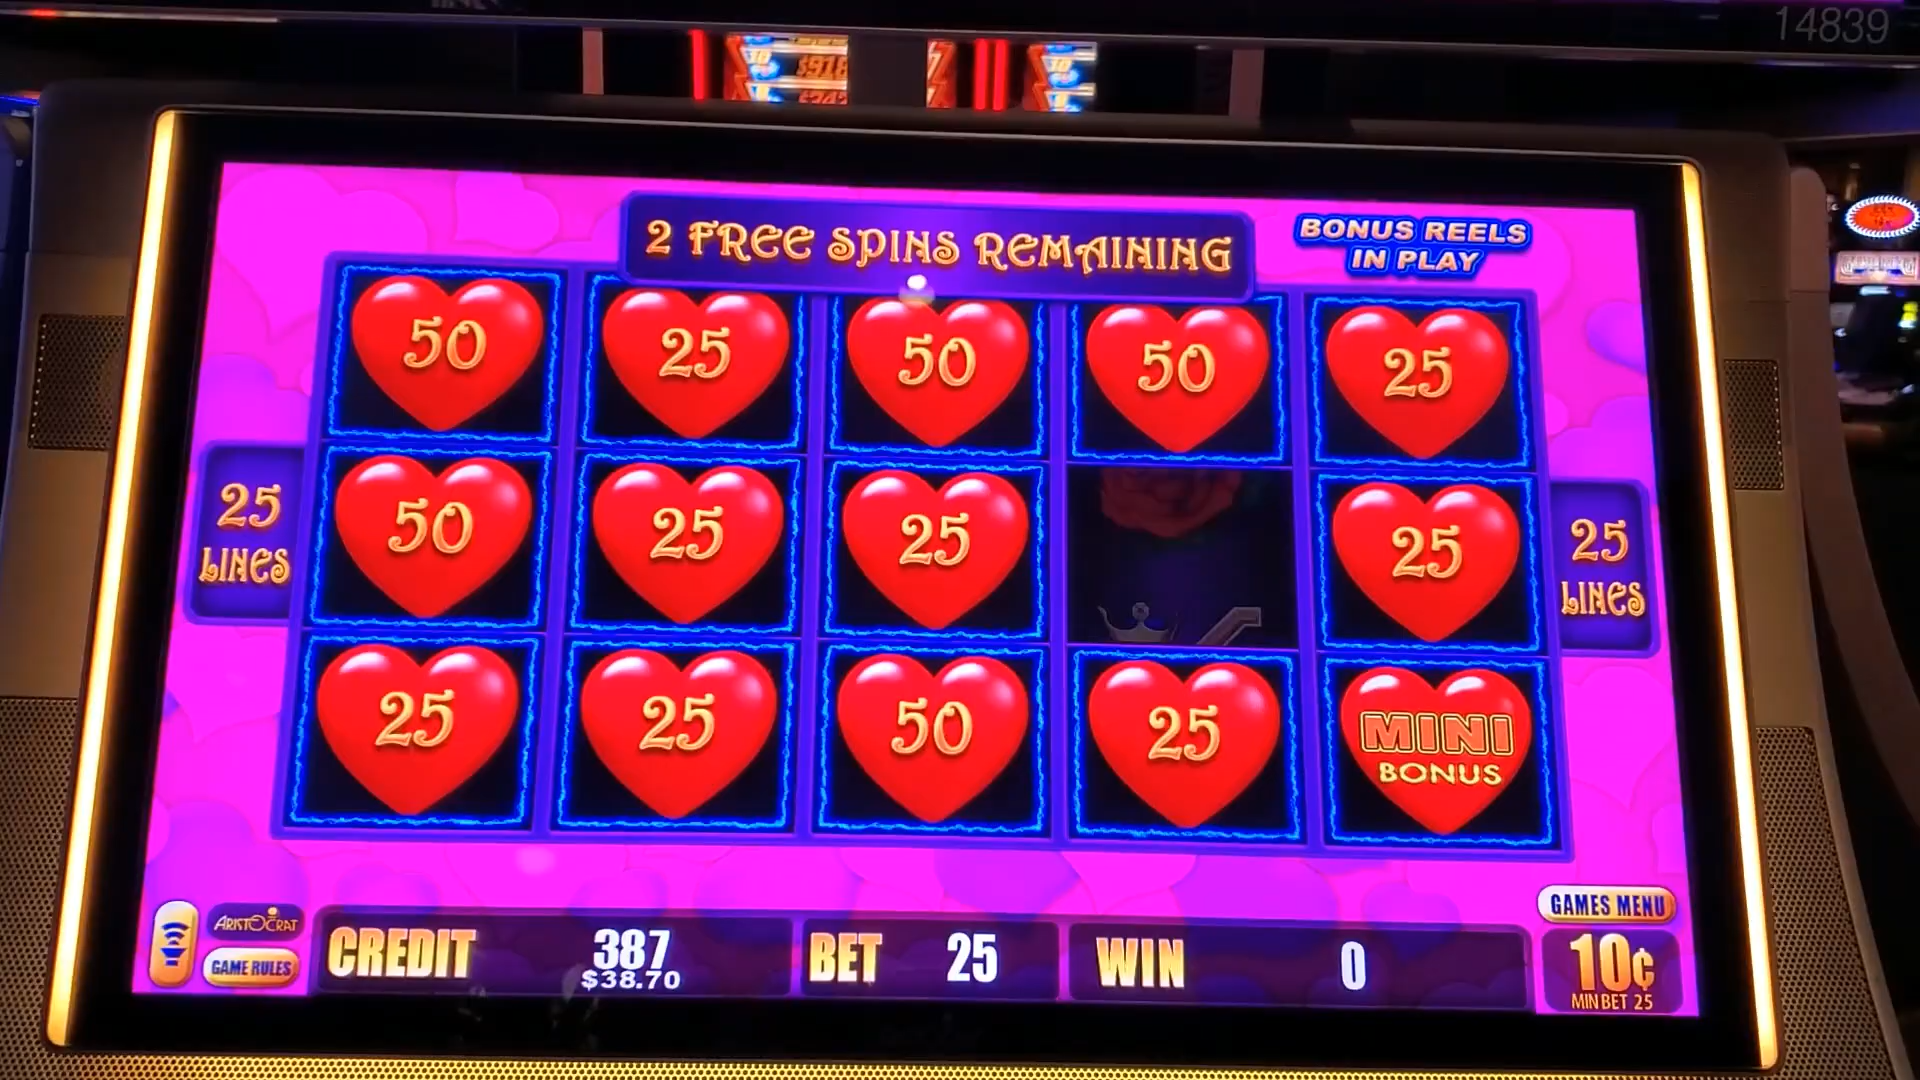 14839
2 FREE SPINS REMAINING
BONUS REELS
IN PLAY
50 25 50 50 25
50 25 25 25
25 25 50 25 MINI
BONUS
25
LINES
25
LINES
GAMES MENU
ARISTOCRAT
GAME RULES
CREDIT 387
$38.70
BET 25
WIN 0
10¢
MIN BET 25